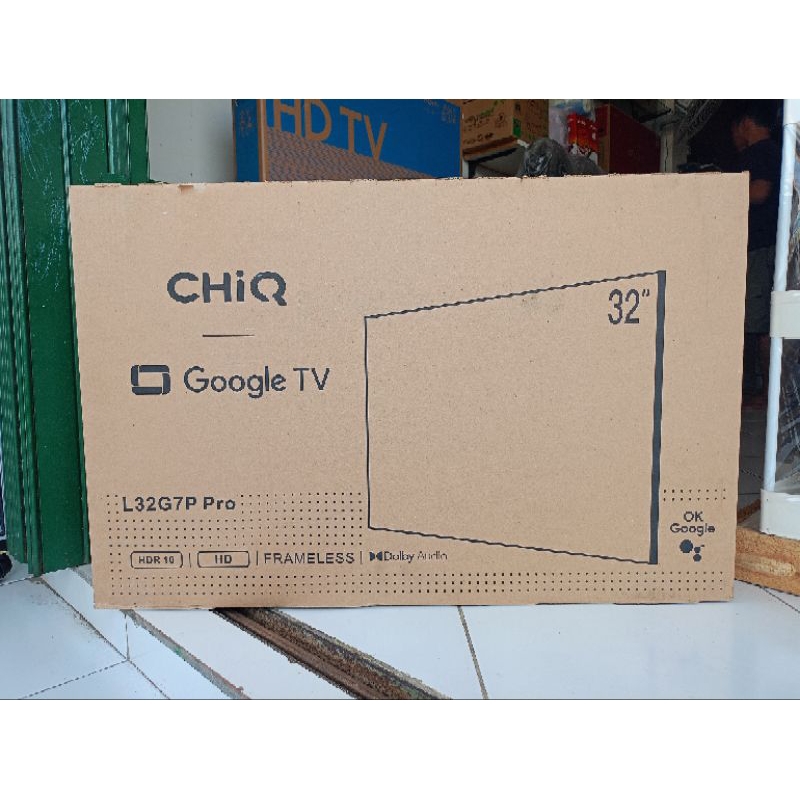 HD TV
CHiQ
Google TV
32"
L32G7P Pro
HDR 10 | HD | FRAMELESS | Dolby Audio
OK
Google